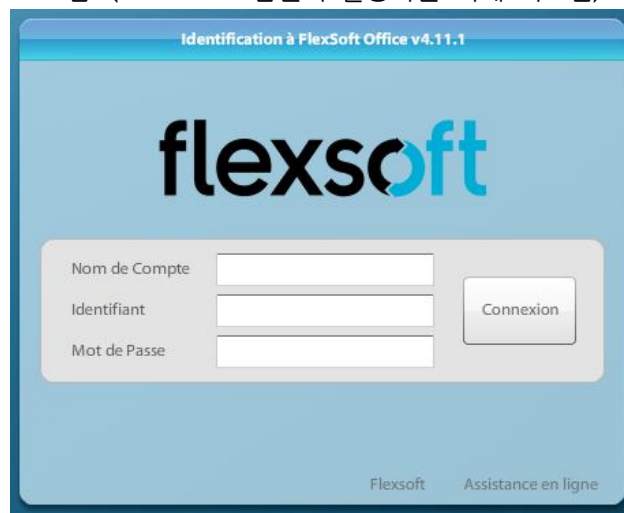 Identification à FlexSoft Office v4.11.1
flexsoft
Nom de Compte
Identifiant
Connexion
Mot de Passe
Flexsoft Assistance en ligne